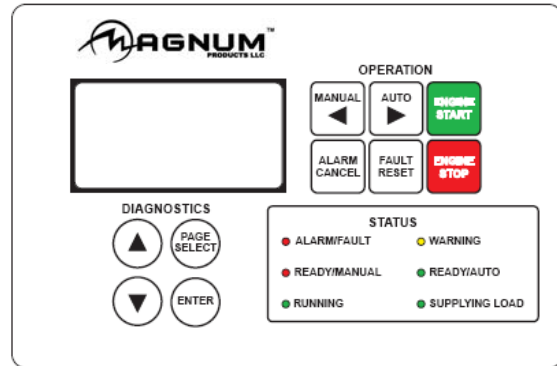 MAGNUM™
PRODUCTS LLC
OPERATION
MANUAL
AUTO
ENGINE
START
ALARM
CANCEL
FAULT
RESET
ENGINE
STOP
DIAGNOSTICS
PAGE
SELECT
ENTER
STATUS
ALARM/FAULT
WARNING
READY/MANUAL
READY/AUTO
RUNNING
SUPPLYING LOAD